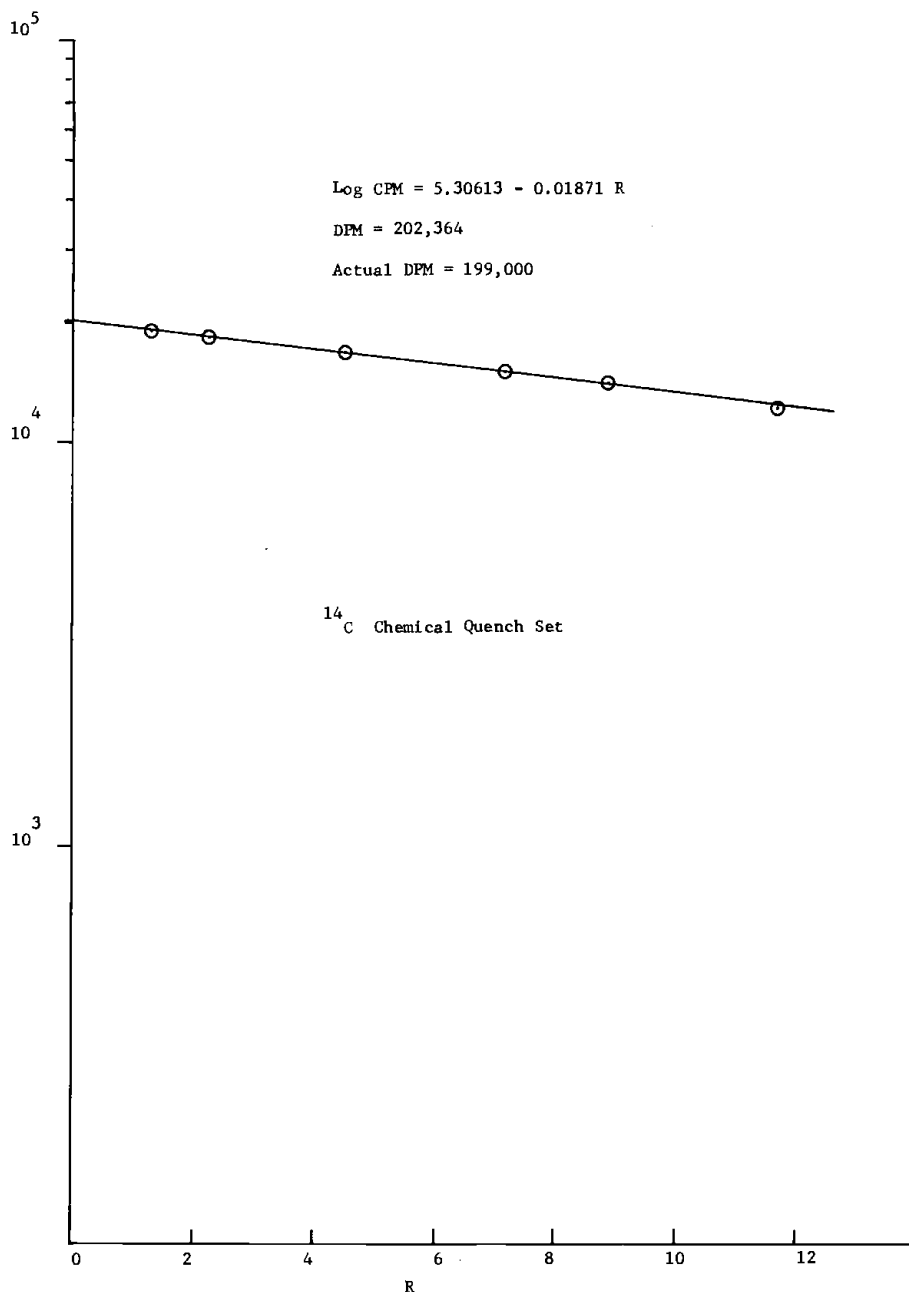 10^5
Log CPM = 5.30613 - 0.01871 R
DPM = 202,364
Actual DPM = 199,000
10^4
^14C Chemical Quench Set
10^3
0 2 4 6 8 10 12
R